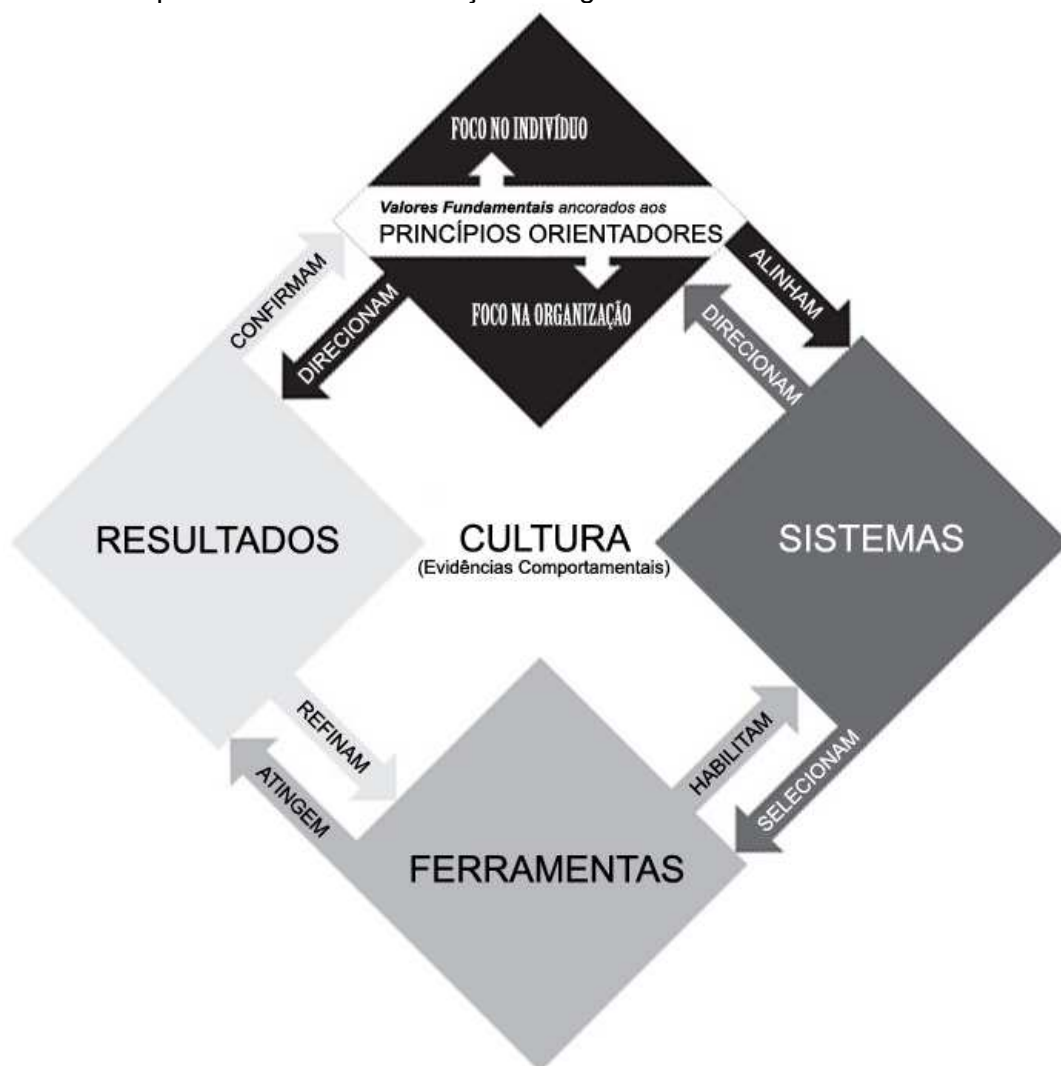 FOCO NO INDIVÍDUO
Valores Fundamentais ancorados aos
PRINCÍPIOS ORIENTADORES
FOCO NA ORGANIZAÇÃO
CONFIRMAM
DIRECIONAM
ALINHAM
DIRECIONAM
RESULTADOS
CULTURA
(Evidências Comportamentais)
SISTEMAS
REFINAM
ATINGEM
HABILITAM
SELECIONAM
FERRAMENTAS